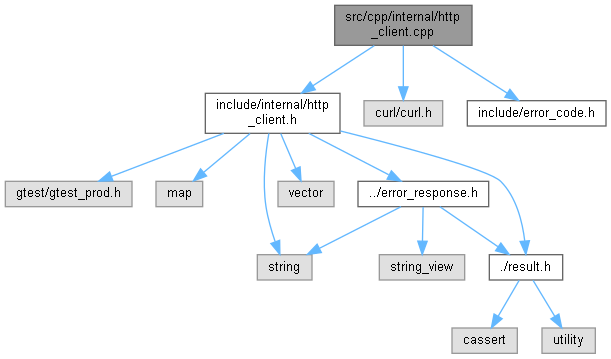 src/cpp/internal/http
_client.cpp
include/internal/http
_client.h
curl/curl.h
include/error_code.h
gtest/gtest_prod.h
map
vector
../error_response.h
string
string_view
./result.h
cassert
utility